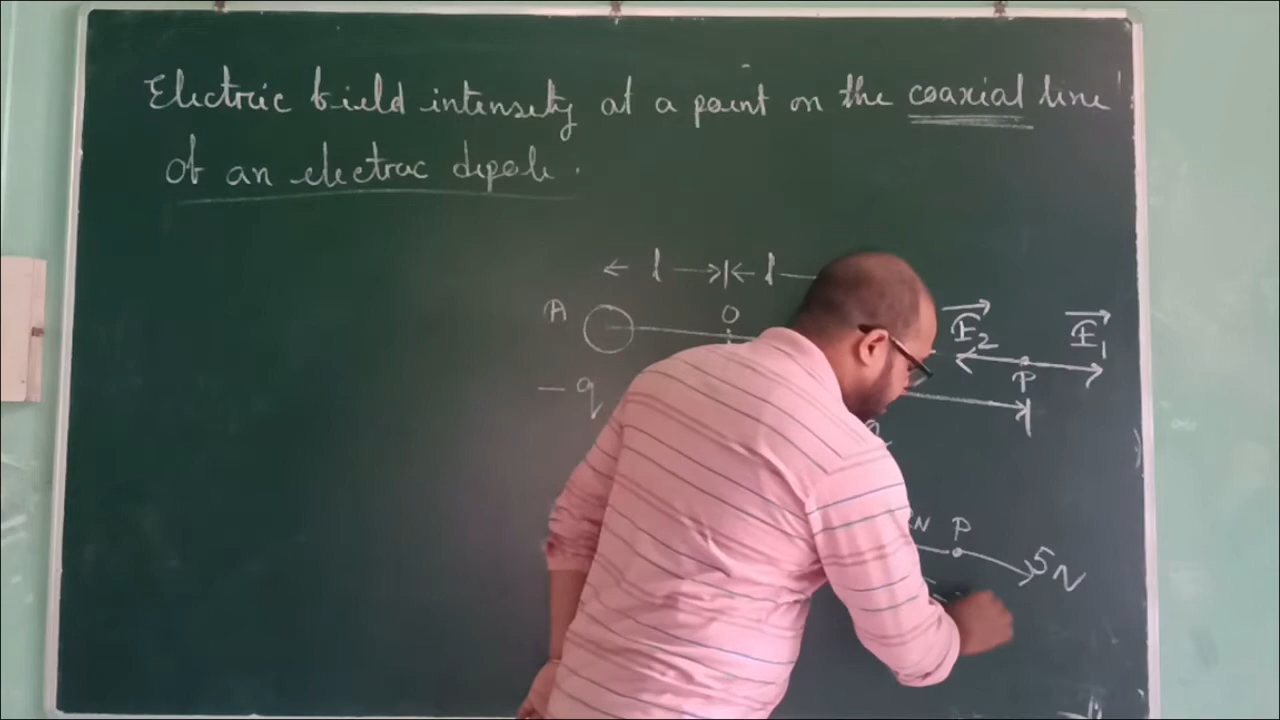 Electric field intensity at a point on the coaxial line
of an electric dipole.
l l
A O E₂ E₁
P
−q
N P 5N